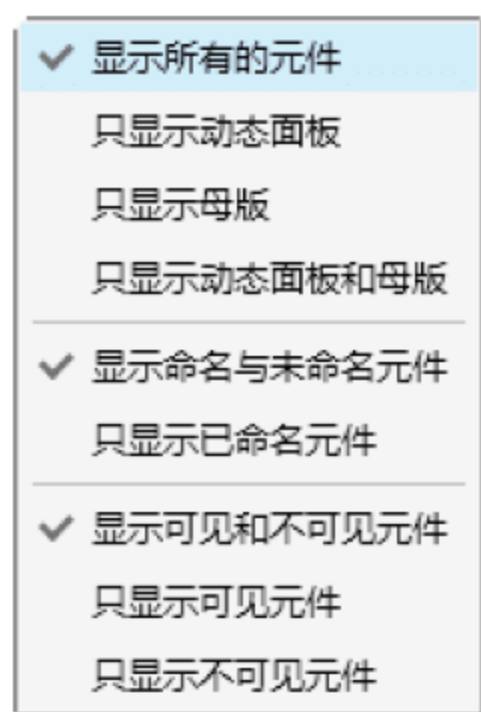 显示所有的元件
只显示动态面板
只显示母版
只显示动态面板和母版
显示命名与未命名元件
只显示已命名元件
显示可见和不可见元件
只显示可见元件
只显示不可见元件